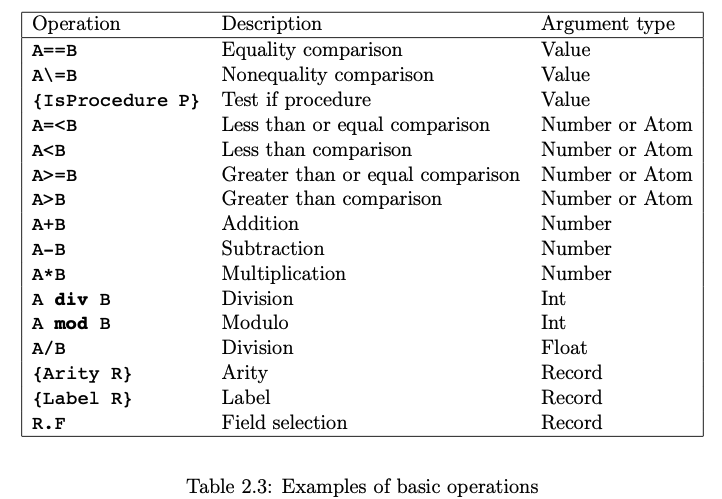 Operation Description Argument type
A==B Equality comparison Value
A\=B Nonequality comparison Value
{IsProcedure P} Test if procedure Value
A=<B Less than or equal comparison Number or Atom
A<B Less than comparison Number or Atom
A>=B Greater than or equal comparison Number or Atom
A>B Greater than comparison Number or Atom
A+B Addition Number
A-B Subtraction Number
A*B Multiplication Number
A div B Division Int
A mod B Modulo Int
A/B Division Float
{Arity R} Arity Record
{Label R} Label Record
R.F Field selection Record
Table 2.3: Examples of basic operations